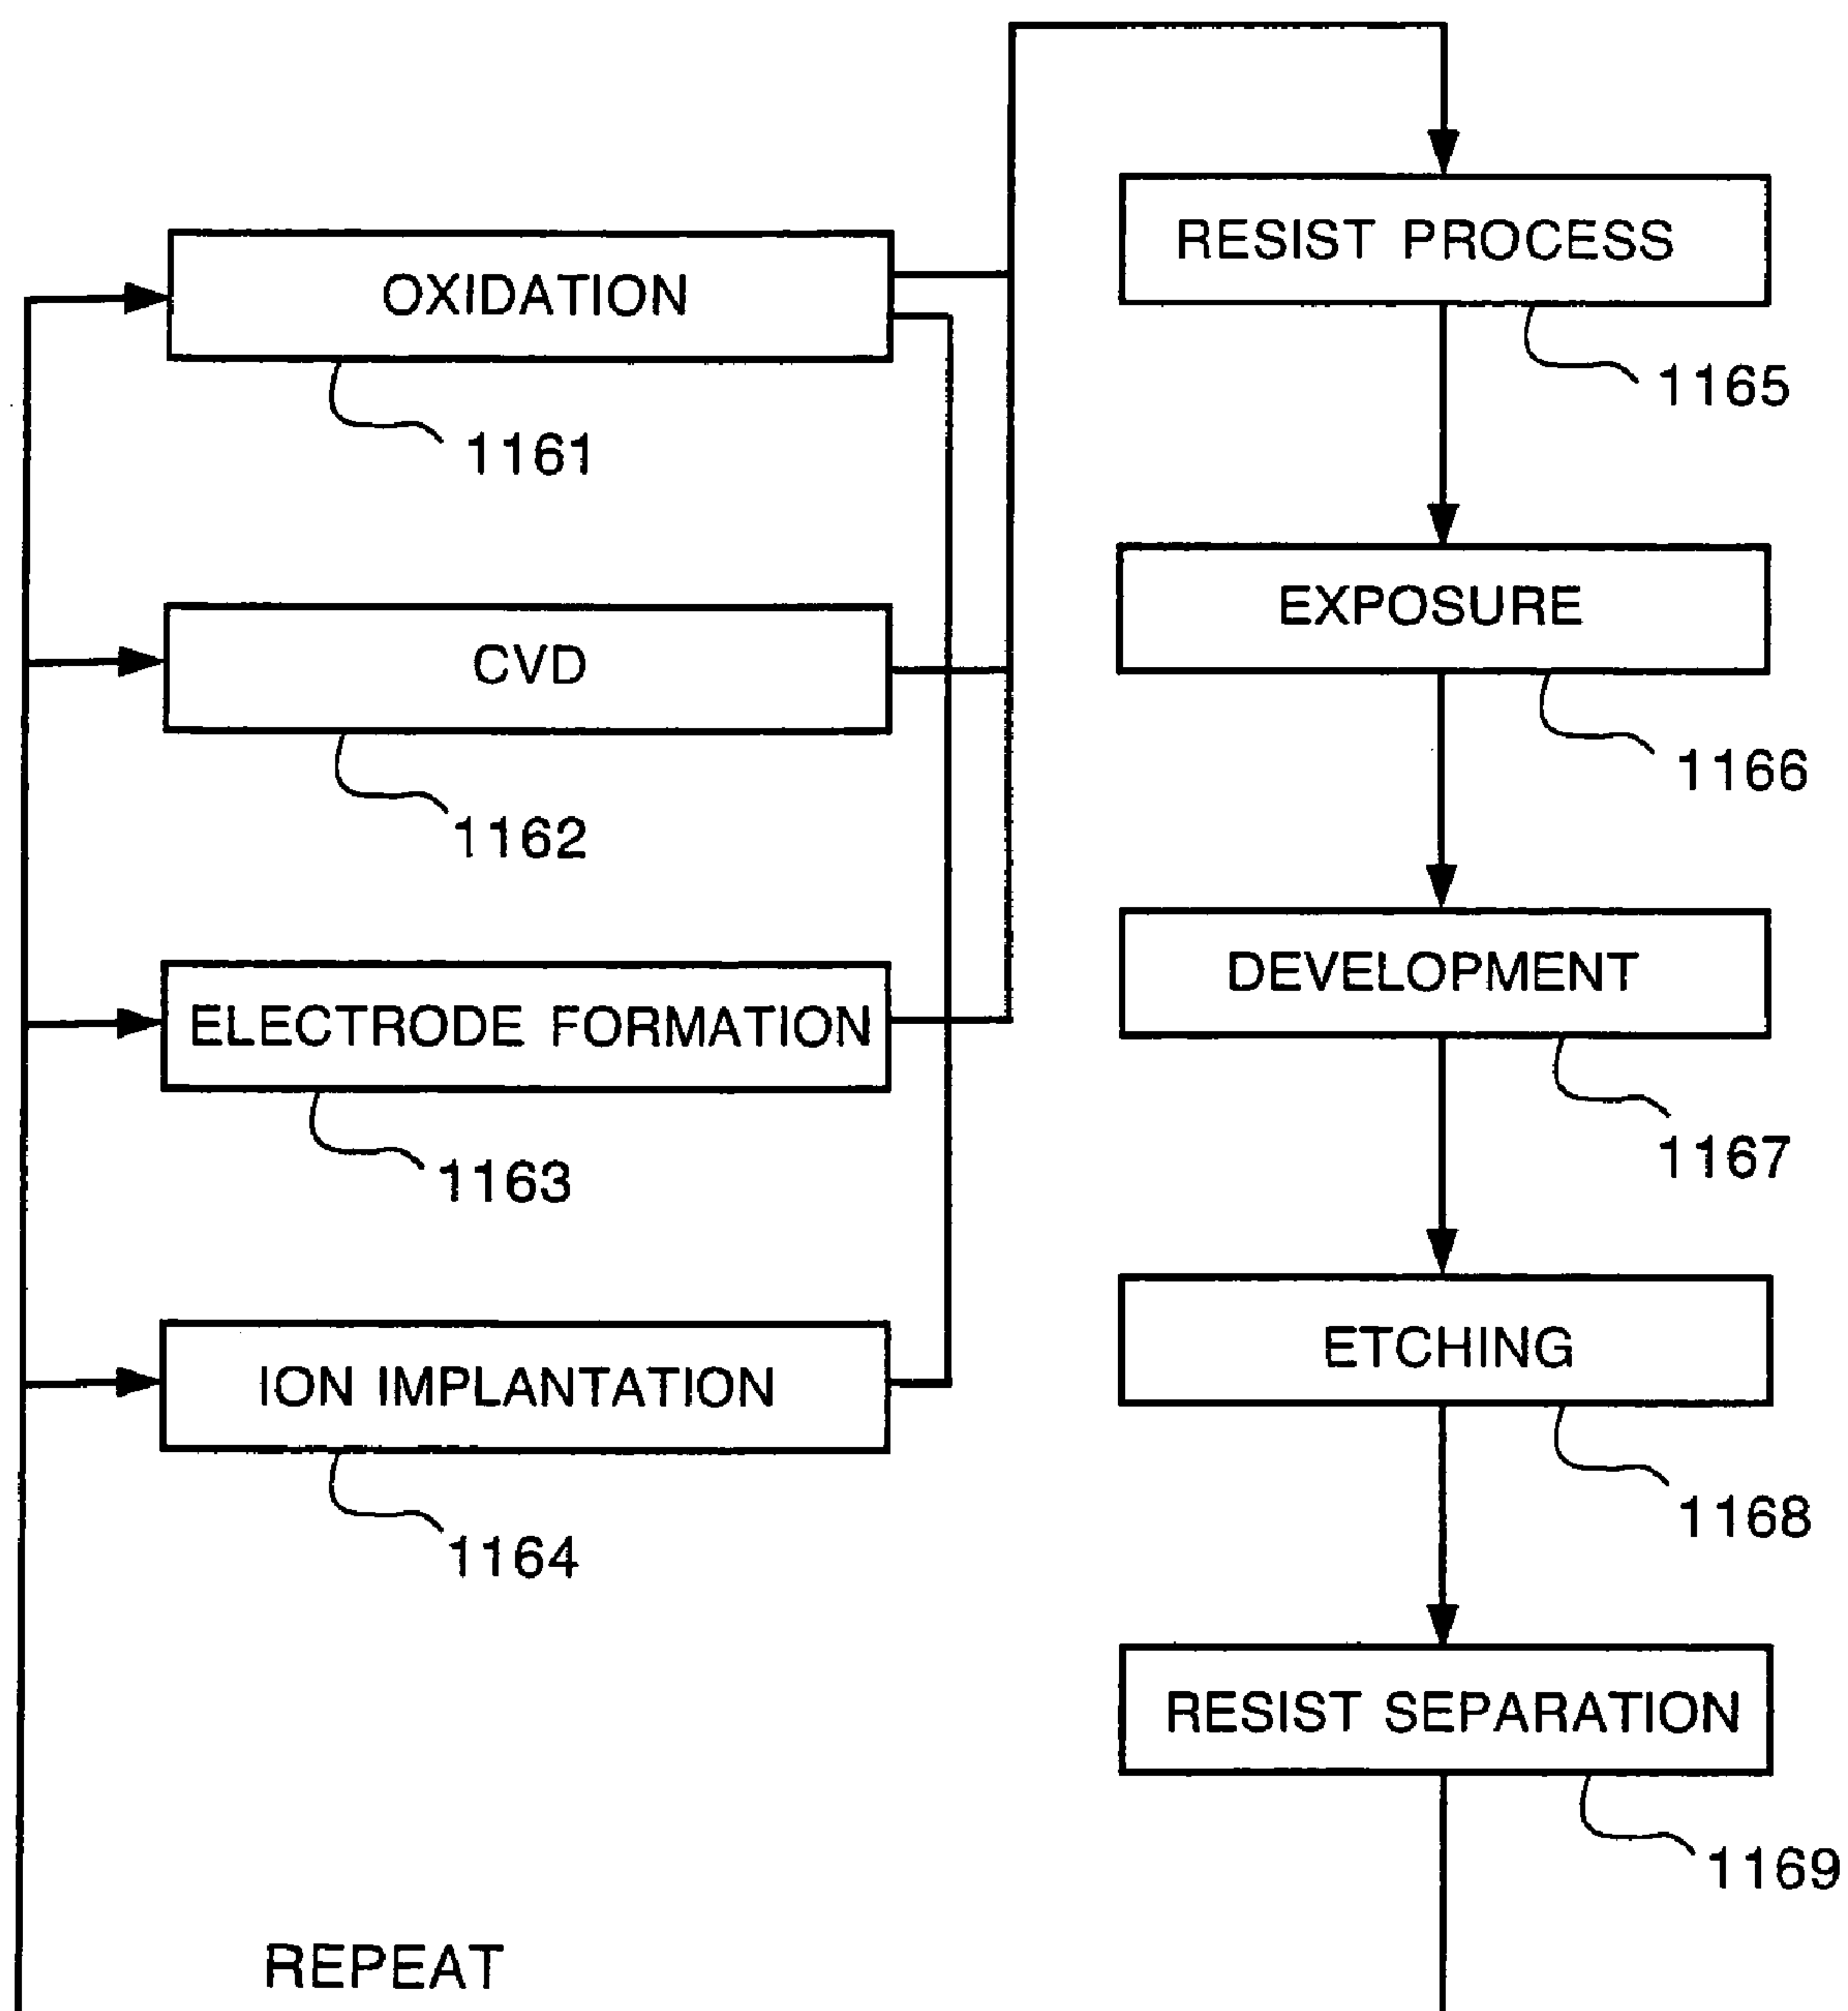 OXIDATION
1161
CVD
1162
ELECTRODE FORMATION
1163
ION IMPLANTATION
1164
RESIST PROCESS
1165
EXPOSURE
1166
DEVELOPMENT
1167
ETCHING
1168
RESIST SEPARATION
1169
REPEAT